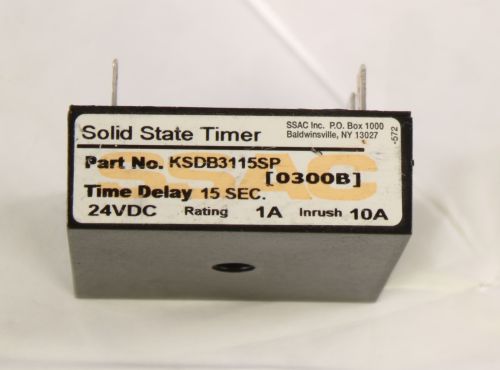 Solid State Timer
SSAC Inc. P.O. Box 1000
Baldwinsville, NY 13027
-572
SSAC
Part No. KSDB3115SP
[0300B]
Time Delay 15 SEC.
24VDC Rating 1A Inrush 10A